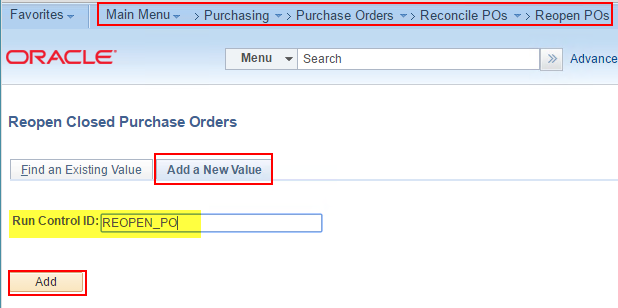 Favorites Main Menu > Purchasing > Purchase Orders > Reconcile POs > Reopen POs
ORACLE Menu Search >> Advance
Reopen Closed Purchase Orders
Find an Existing Value Add a New Value
Run Control ID: REOPEN_PO
Add